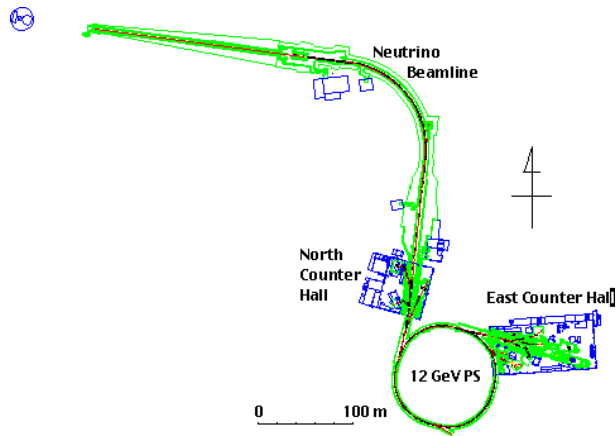 Neutrino
Beamline
North
Counter
Hall
East Counter Hall
12 GeV PS
0 100 m